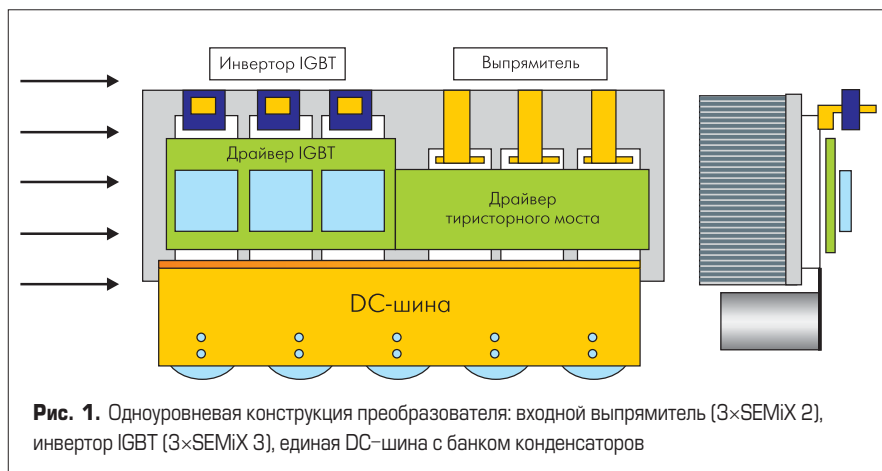 Инвертор IGBT
Выпрямитель
Драйвер IGBT
Драйвер
тиристорного моста
DC-шина
Рис. 1. Одноуровневая конструкция преобразователя: входной выпрямитель (3×SEMiX 2),
инвертор IGBT (3×SEMiX 3), единая DC-шина с банком конденсаторов